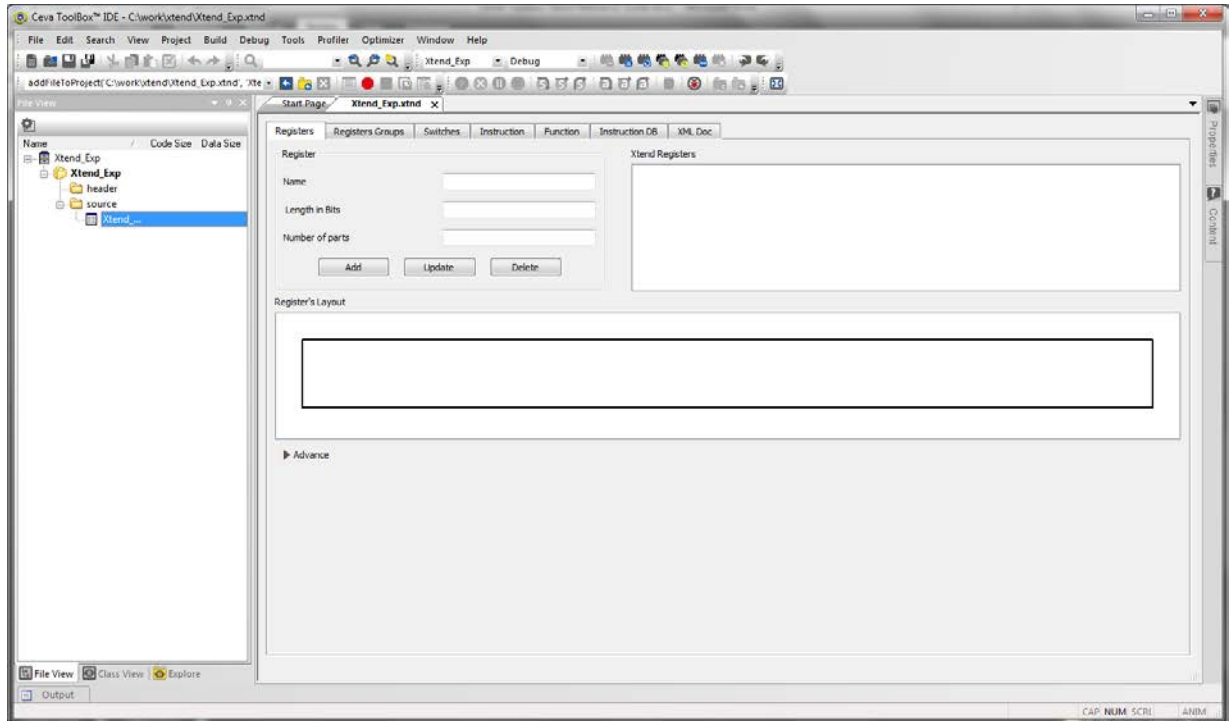 Ceva ToolBox™ IDE - C:\work\xtend\Xtend_Exp.xtnd
File Edit Search View Project Build Debug Tools Profiler Optimizer Window Help
Xtend_Exp Debug
addFileToProject('C:\work\xtend\Xtend_Exp.xtnd', 'Xte
File View
Start Page Xtend_Exp.xtnd x
Registers Registers Groups Switches Instruction Function Instruction DB XML Doc
Name / Code Size Data Size
Xtend_Exp
Xtend_Exp
header
source
Xtend_...
Register
Name
Length in Bits
Number of parts
Add Update Delete
Xtend Registers
Register's Layout
Advance
Properties
Content
File View Class View Explore
Output
CAP NUM SCRL ANIM